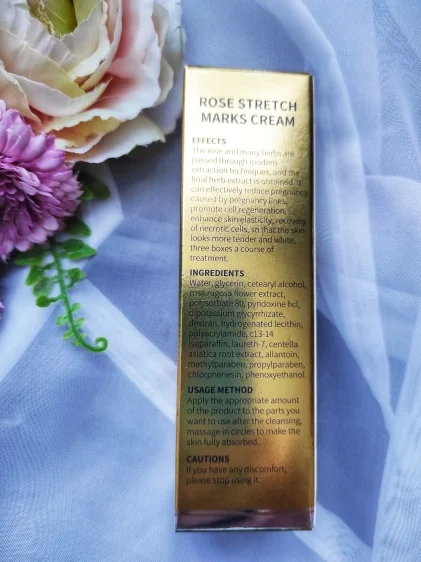 ROSE STRETCH
MARKS CREAM
EFFECTS
The rose and many herbs are
passed through modern
extraction techniques, and the
final herb extract is obtained. It
can effectively reduce pregnancy
caused by pregnancy lines,
promote cell regeneration,
enhance skin elasticity, recovery
of necrotic cells, so that the skin
looks more tender and white,
three boxes a course of
treatment.
INGREDIENTS
Water, glycerin, cetearyl alcohol,
rosa rugosa flower extract,
polysorbate 80, pyridoxine hcl,
dipotassium glycyrrhizate,
dextran, hydrogenated lecithin,
polyacrylamide, c13-14
isoparaffin, laureth-7, centella
asiatica root extract, allantoin,
methylparaben, propylparaben,
chlorphenesin, phenoxyethanol.
USAGE METHOD
Apply the appropriate amount
of the product to the parts you
want to use after the cleansing,
massage in circles to make the
skin fully absorbed.
CAUTIONS
If you have any discomfort,
please stop using it.